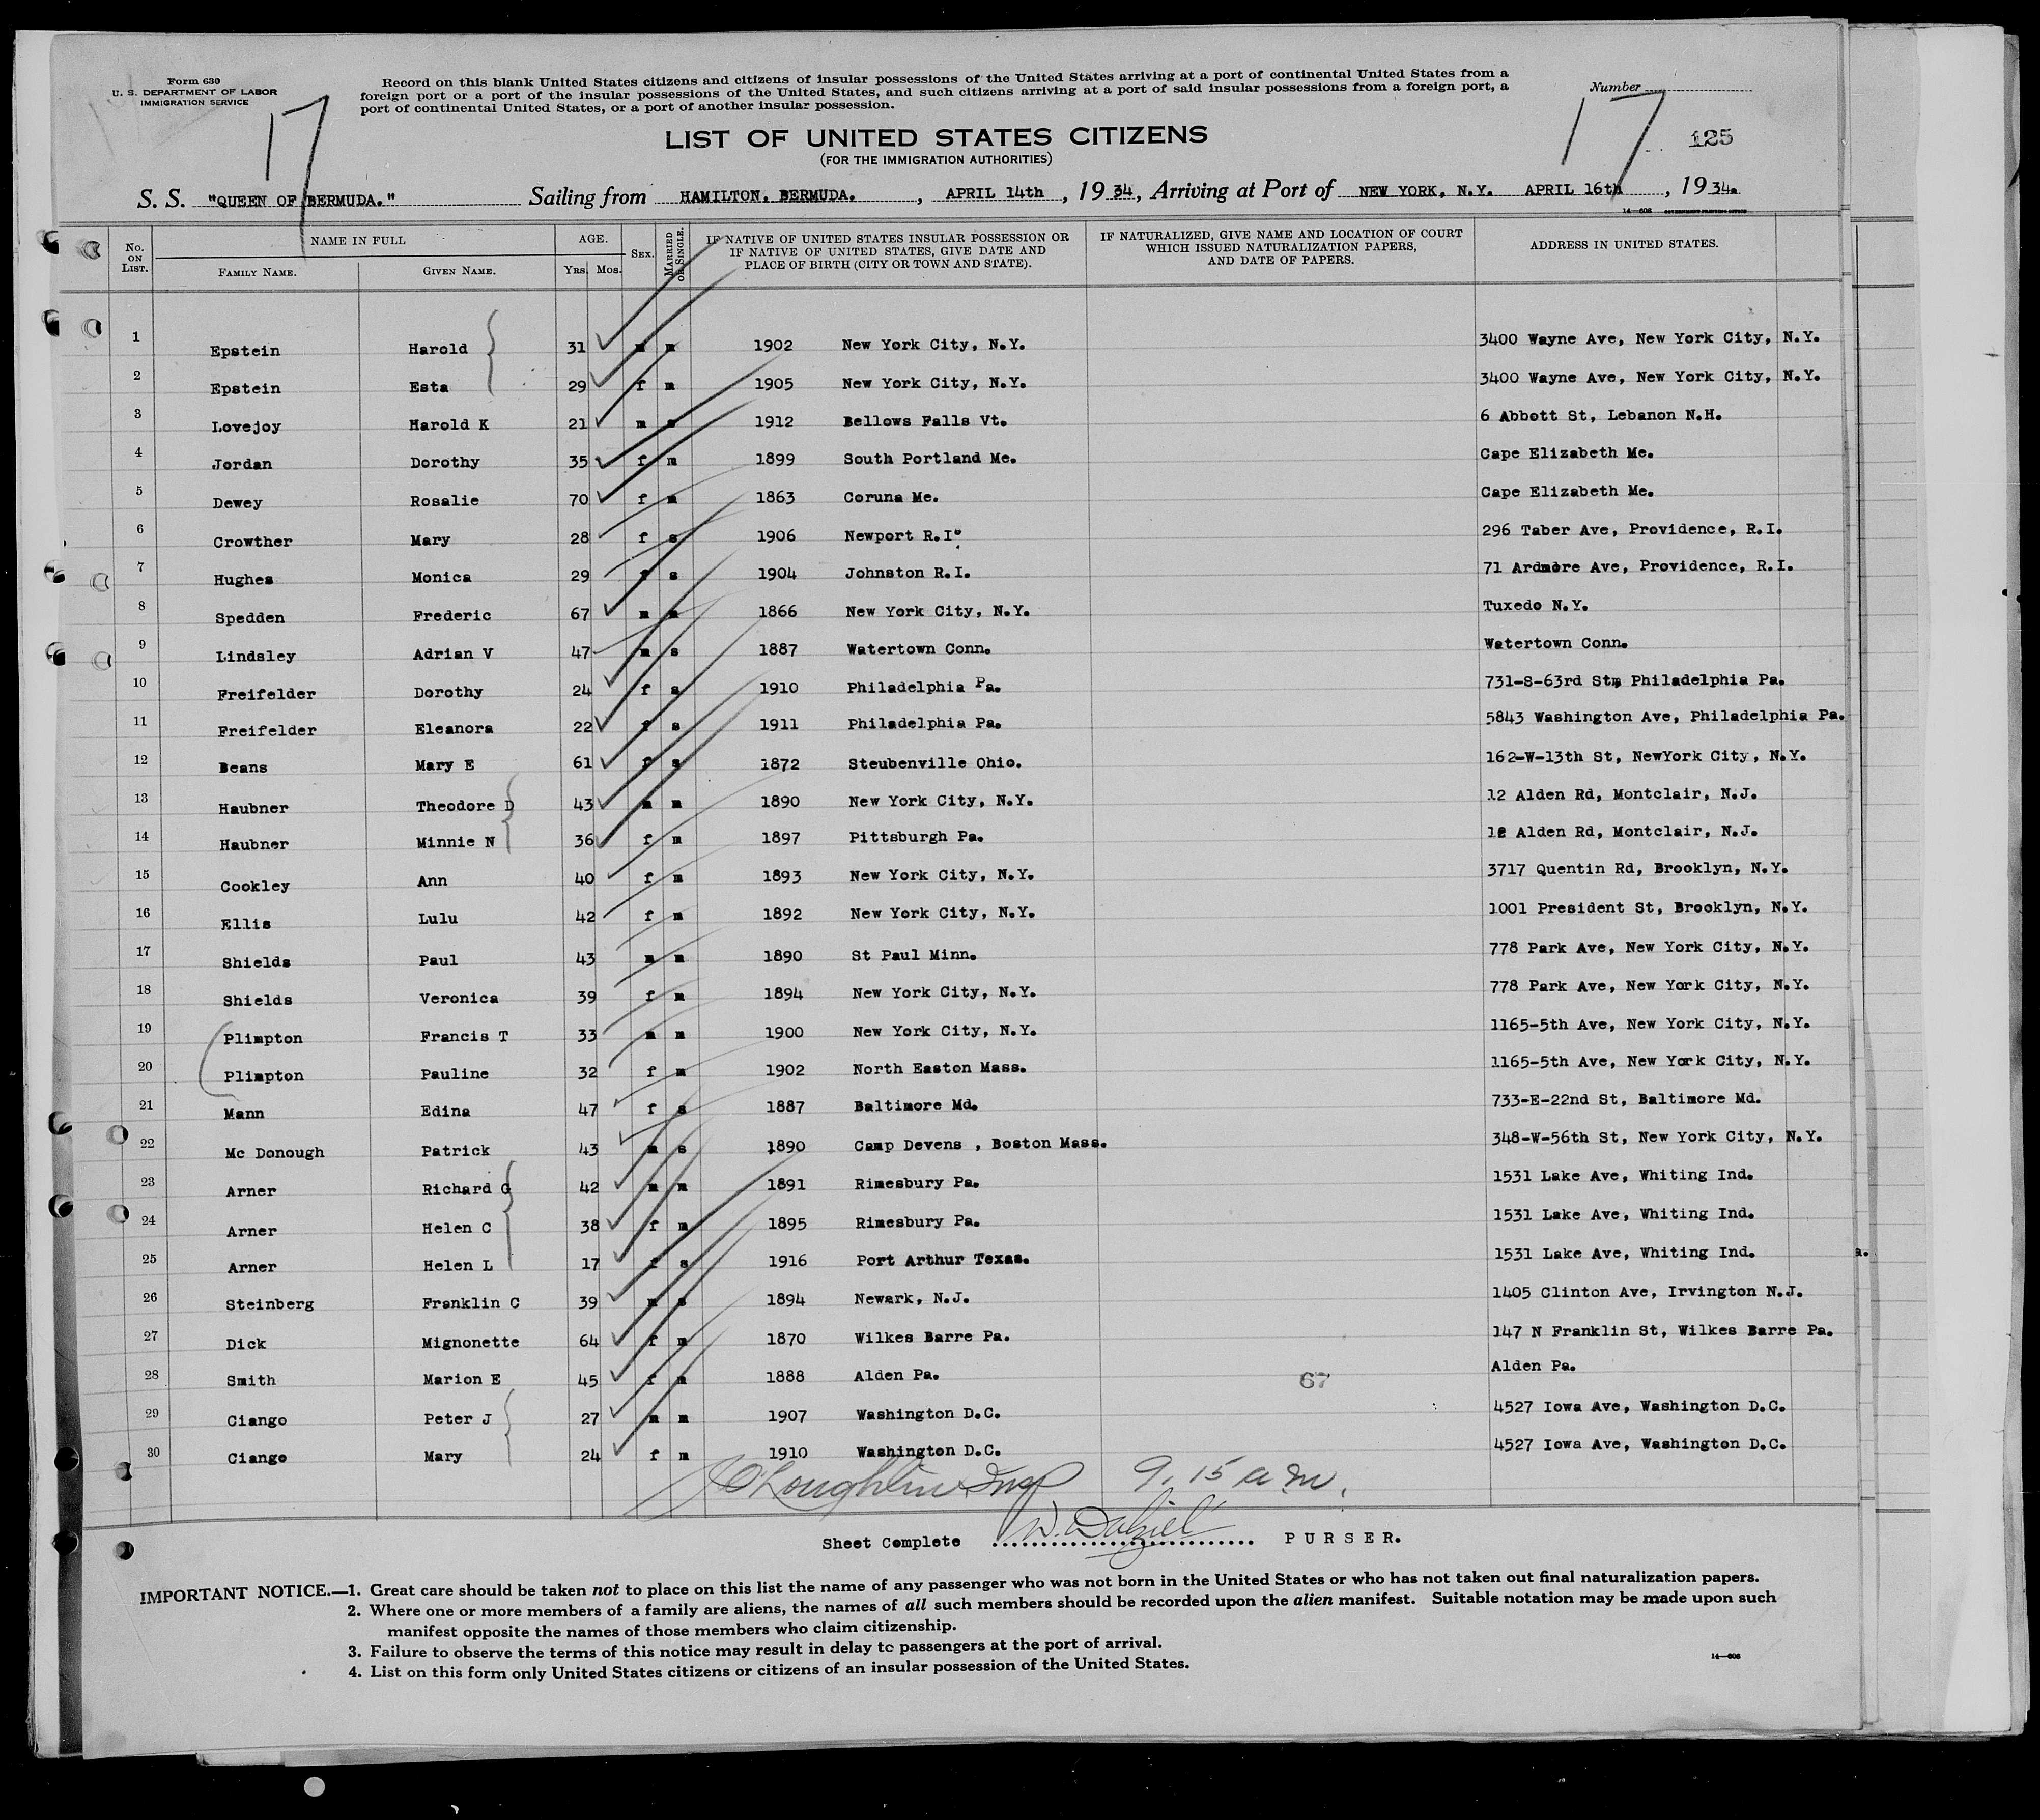 Form 630
U. S. DEPARTMENT OF LABOR
IMMIGRATION SERVICE
Record on this blank United States citizens and citizens of insular possessions of the United States arriving at a port of continental United States from a
foreign port or a port of the insular possessions of the United States, and such citizens arriving at a port of said insular possessions from a foreign port, a
port of continental United States, or a port of another insular possession.
Number
17
17
125
LIST OF UNITED STATES CITIZENS
(FOR THE IMMIGRATION AUTHORITIES)
S. S. "QUEEN OF BERMUDA." Sailing from HAMILTON. BERMUDA. , APRIL 14th , 1934, Arriving at Port of NEW YORK, N.Y. APRIL 16th , 1934.
No. ON LIST. NAME IN FULL FAMILY NAME. GIVEN NAME. AGE. YRS. MOS. SEX. MARRIED OR SINGLE. IF NATIVE OF UNITED STATES INSULAR POSSESSION OR IF NATIVE OF UNITED STATES, GIVE DATE AND PLACE OF BIRTH (CITY OR TOWN AND STATE). IF NATURALIZED, GIVE NAME AND LOCATION OF COURT WHICH ISSUED NATURALIZATION PAPERS, AND DATE OF PAPERS. ADDRESS IN UNITED STATES.
1 Epstein Harold 31 m m 1902 New York City, N.Y. 3400 Wayne Ave, New York City, N.Y.
2 Epstein Esta 29 f m 1905 New York City, N.Y. 3400 Wayne Ave, New York City, N.Y.
3 Lovejoy Harold K 21 m s 1912 Bellows Falls Vt. 6 Abbott St, Lebanon N.H.
4 Jordan Dorothy 35 f m 1899 South Portland Me. Cape Elizabeth Me.
5 Dewey Rosalie 70 f m 1863 Coruna Me. Cape Elizabeth Me.
6 Crowther Mary 28 f s 1906 Newport R.I. 296 Taber Ave, Providence, R.I.
7 Hughes Monica 29 f s 1904 Johnston R.I. 71 Ardmore Ave, Providence, R.I.
8 Spedden Frederic 67 m m 1866 New York City, N.Y. Tuxedo N.Y.
9 Lindsley Adrian V 47 m s 1887 Watertown Conn. Watertown Conn.
10 Freifelder Dorothy 24 f s 1910 Philadelphia Pa. 731-S-63rd St, Philadelphia Pa.
11 Freifelder Eleanora 22 f s 1911 Philadelphia Pa. 5843 Washington Ave, Philadelphia Pa.
12 Beans Mary E 61 f s 1872 Steubenville Ohio. 162-W-13th St, NewYork City, N.Y.
13 Haubner Theodore D 43 m m 1890 New York City, N.Y. 12 Alden Rd, Montclair, N.J.
14 Haubner Minnie N 36 f m 1897 Pittsburgh Pa. 12 Alden Rd, Montclair, N.J.
15 Cookley Ann 40 f m 1893 New York City, N.Y. 3717 Quentin Rd, Brooklyn, N.Y.
16 Ellis Lulu 42 f m 1892 New York City, N.Y. 1001 President St, Brooklyn, N.Y.
17 Shields Paul 43 m m 1890 St Paul Minn. 778 Park Ave, New York City, N.Y.
18 Shields Veronica 39 f m 1894 New York City, N.Y. 778 Park Ave, New York City, N.Y.
19 Plimpton Francis T 33 m m 1900 New York City, N.Y. 1165-5th Ave, New York City, N.Y.
20 Plimpton Pauline 32 f m 1902 North Easton Mass. 1165-5th Ave, New York City, N.Y.
21 Mann Edina 47 f s 1887 Baltimore Md. 733-E-22nd St, Baltimore Md.
22 Mc Donough Patrick 43 m s 1890 Camp Devens , Boston Mass. 348-W-56th St, New York City, N.Y.
23 Arner Richard G 42 m m 1891 Rimesbury Pa. 1531 Lake Ave, Whiting Ind.
24 Arner Helen C 38 f m 1895 Rimesbury Pa. 1531 Lake Ave, Whiting Ind.
25 Arner Helen L 17 f s 1916 Port Arthur Texas. 1531 Lake Ave, Whiting Ind.
26 Steinberg Franklin C 39 m s 1894 Newark, N.J. 1405 Clinton Ave, Irvington N.J.
27 Dick Mignonette 64 f m 1870 Wilkes Barre Pa. 147 N Franklin St, Wilkes Barre Pa.
28 Smith Marion E 45 f m 1888 Alden Pa. Alden Pa.
67
29 Ciango Peter J 27 m m 1907 Washington D.C. 4527 Iowa Ave, Washington D.C.
30 Ciango Mary 24 f m 1910 Washington D.C. 4527 Iowa Ave, Washington D.C.
O'Loughlin Insp 9.15 a.m.
Sheet Complete W. Dalziel PURSER.
IMPORTANT NOTICE.—1. Great care should be taken not to place on this list the name of any passenger who was not born in the United States or who has not taken out final naturalization papers.
2. Where one or more members of a family are aliens, the names of all such members should be recorded upon the alien manifest. Suitable notation may be made upon such
manifest opposite the names of those members who claim citizenship.
3. Failure to observe the terms of this notice may result in delay to passengers at the port of arrival.
4. List on this form only United States citizens or citizens of an insular possession of the United States.